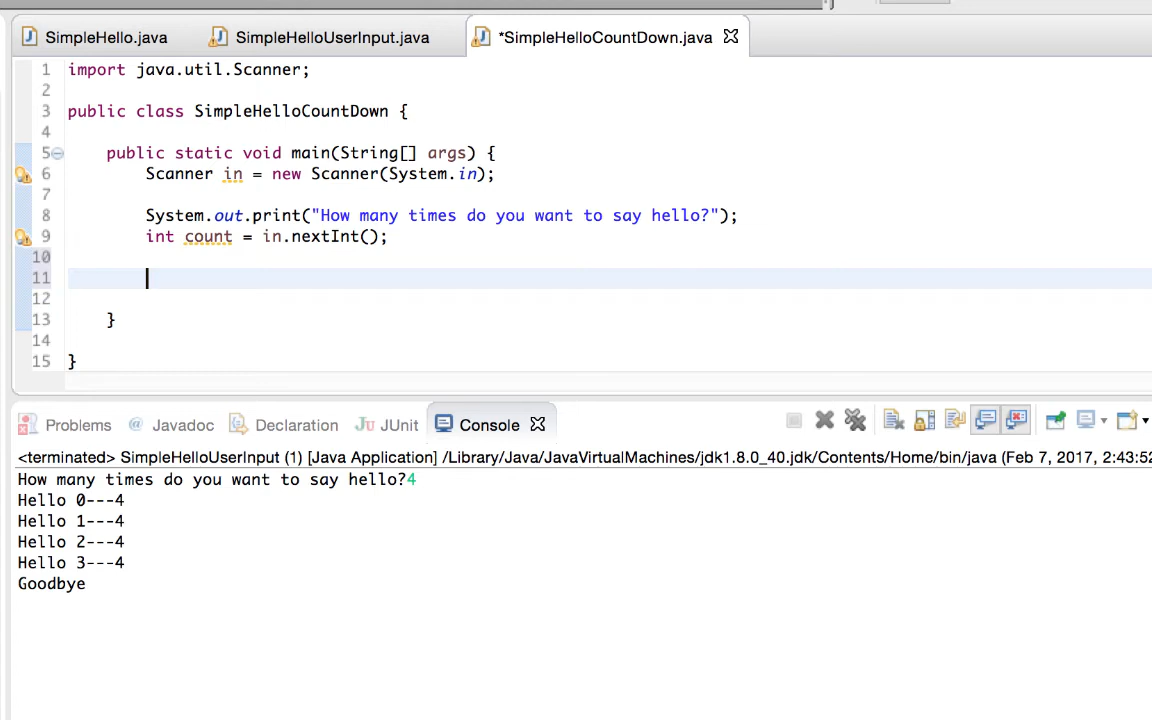 SimpleHello.java SimpleHelloUserInput.java *SimpleHelloCountDown.java
1 import java.util.Scanner;
2
3 public class SimpleHelloCountDown {
4
5 public static void main(String[] args) {
6 Scanner in = new Scanner(System.in);
7
8 System.out.print("How many times do you want to say hello?");
9 int count = in.nextInt();
10
11
12
13 }
14
15 }
Problems @ Javadoc Declaration Ju JUnit Console
<terminated> SimpleHelloUserInput (1) [Java Application] /Library/Java/JavaVirtualMachines/jdk1.8.0_40.jdk/Contents/Home/bin/java (Feb 7, 2017, 2:43:52
How many times do you want to say hello?4
Hello 0---4
Hello 1---4
Hello 2---4
Hello 3---4
Goodbye